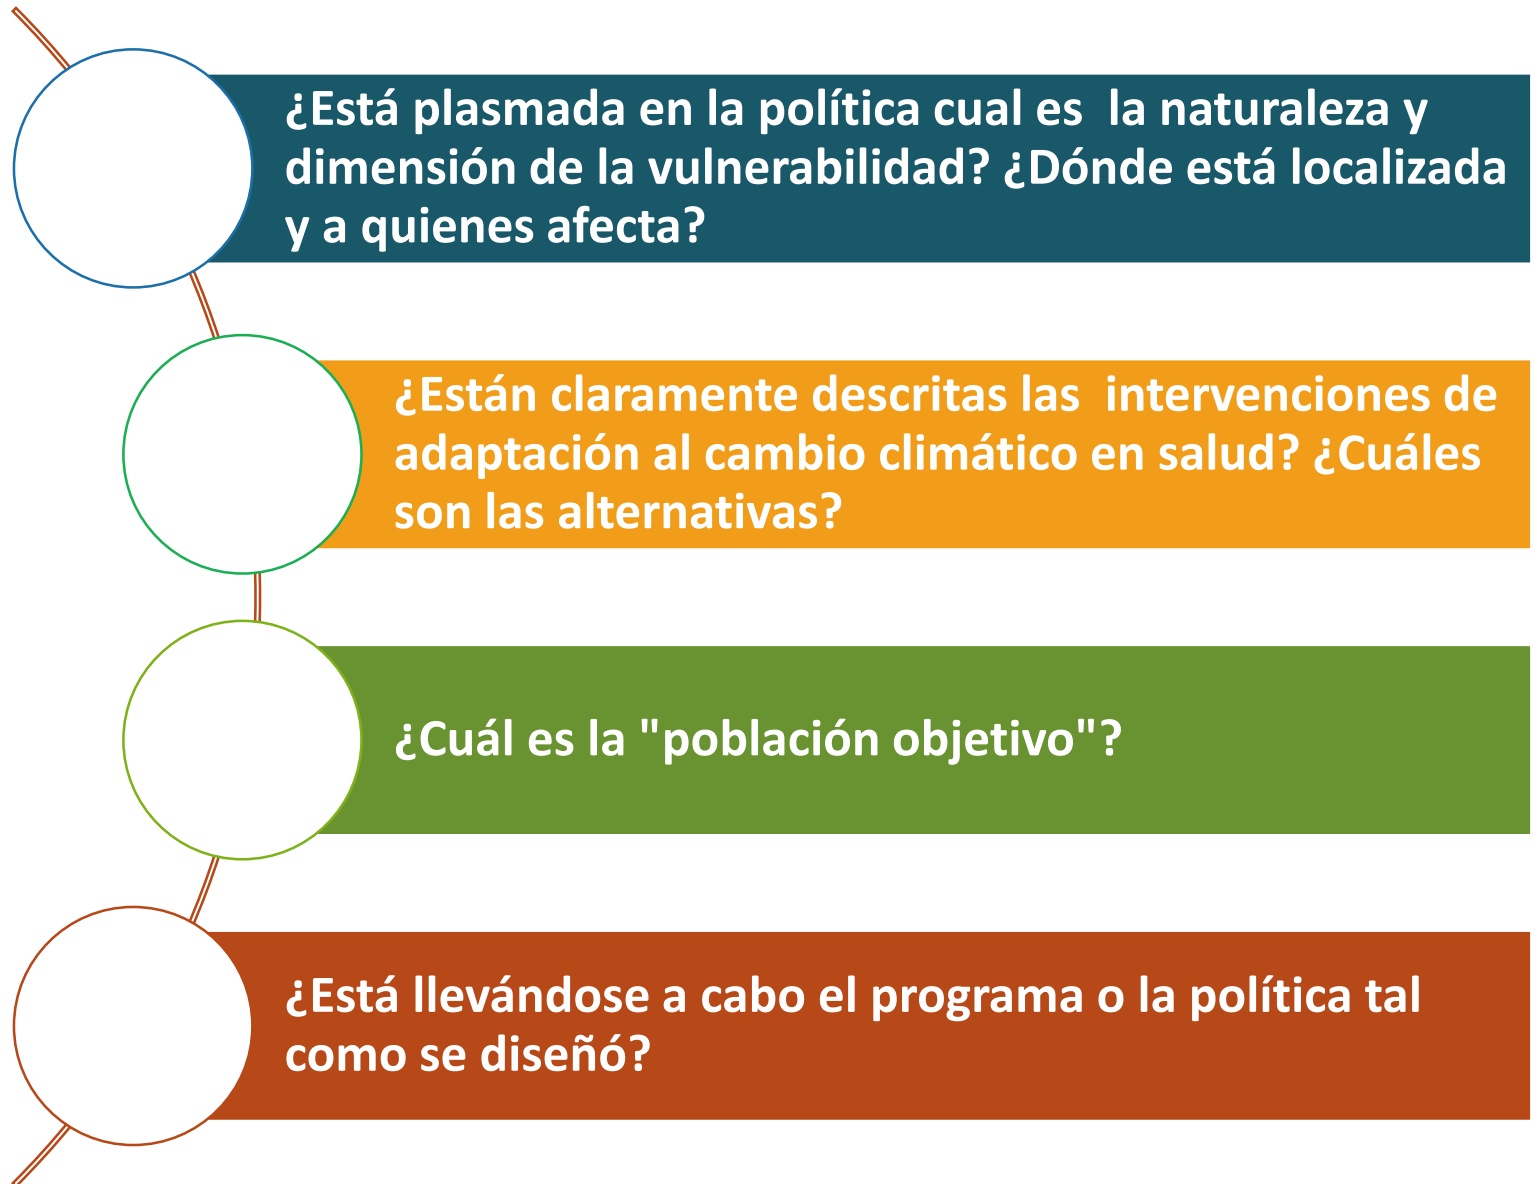 ¿Está plasmada en la política cual es  la naturaleza y
dimensión de la vulnerabilidad? ¿Dónde está localizada
y a quienes afecta?
¿Están claramente descritas las  intervenciones de
adaptación al cambio climático en salud? ¿Cuáles
son las alternativas?
¿Cuál es la "población objetivo"?
¿Está llevándose a cabo el programa o la política tal
como se diseñó?